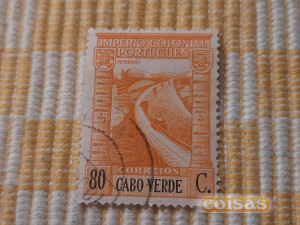 IMPERIO COLONIAL
PORTUGUES
CORREIOS
80 CABO VERDE C.
coisas